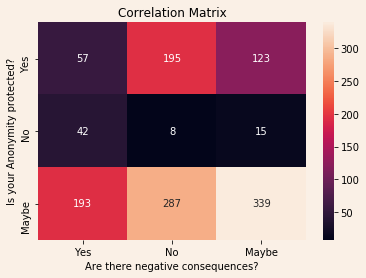 Correlation Matrix
Is your Anonymity protected?
Yes 57 195 123
No 42 8 15
Maybe 193 287 339
Yes No Maybe
Are there negative consequences?
300
250
200
150
100
50